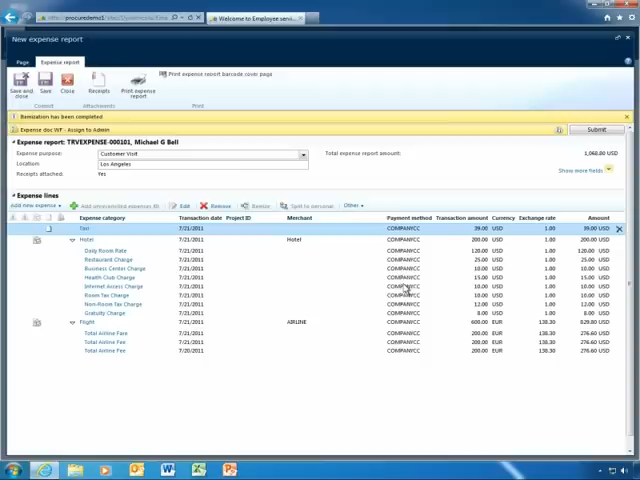 Welcome to Employee servi...
New expense report
Page
Expense report
Save and close
Save
Close
Receipts
Print expense report
Print expense report barcode cover page
Commit
Attachments
Print
Itemization has been completed
Expense doc WF - Assign to Admin
Submit
Expense report: TRVEXPENSE-000101, Michael G Bell
Expense purpose: Customer Visit
Total expense report amount: 1,068.80 USD
Location: Los Angeles
Receipts attached: Yes
Show more fields
Expense lines
Add new expense
Add unreconciled expenses (0)
Edit
Remove
Itemize
Split to personal
Other
Expense category Transaction date Project ID Merchant Payment method Transaction amount Currency Exchange rate Amount
Taxi 7/21/2011 COMPANYCC 39.00 USD 1.00 39.00 USD
Hotel 7/21/2011 Hotel COMPANYCC 200.00 USD 1.00 200.00 USD
Daily Room Rate 7/21/2011 COMPANYCC 120.00 USD 1.00 120.00 USD
Restaurant Charge 7/21/2011 COMPANYCC 25.00 USD 1.00 25.00 USD
Business Center Charge 7/21/2011 COMPANYCC 10.00 USD 1.00 10.00 USD
Health Club Charge 7/21/2011 COMPANYCC 15.00 USD 1.00 15.00 USD
Internet Access Charge 7/21/2011 COMPANYCC 10.00 USD 1.00 10.00 USD
Room Tax Charge 7/21/2011 COMPANYCC 10.00 USD 1.00 10.00 USD
Non-Room Tax Charge 7/21/2011 COMPANYCC 12.00 USD 1.00 12.00 USD
Gratuity Charge 7/21/2011 COMPANYCC 8.00 USD 1.00 8.00 USD
Flight 7/21/2011 AIRLINE COMPANYCC 600.00 EUR 138.30 829.80 USD
Total Airline Fare 7/21/2011 COMPANYCC 200.00 EUR 138.30 276.60 USD
Total Airline Fee 7/21/2011 COMPANYCC 200.00 EUR 138.30 276.60 USD
Total Airline Fee 7/20/2011 COMPANYCC 200.00 EUR 138.30 276.60 USD